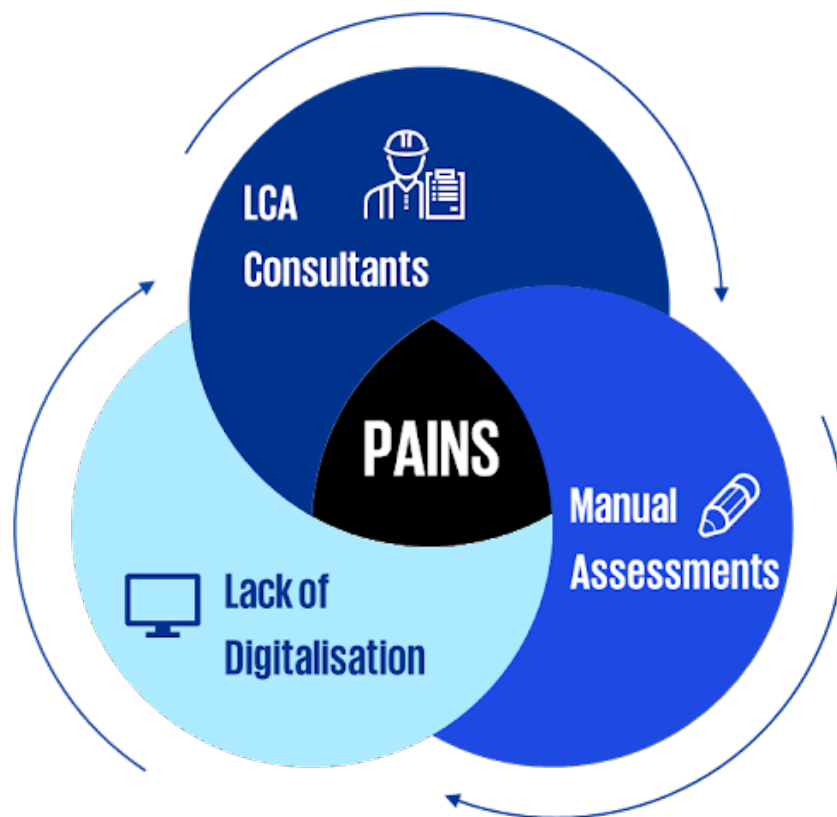 LCA
Consultants
PAINS
Manual
Assessments
Lack of
Digitalisation